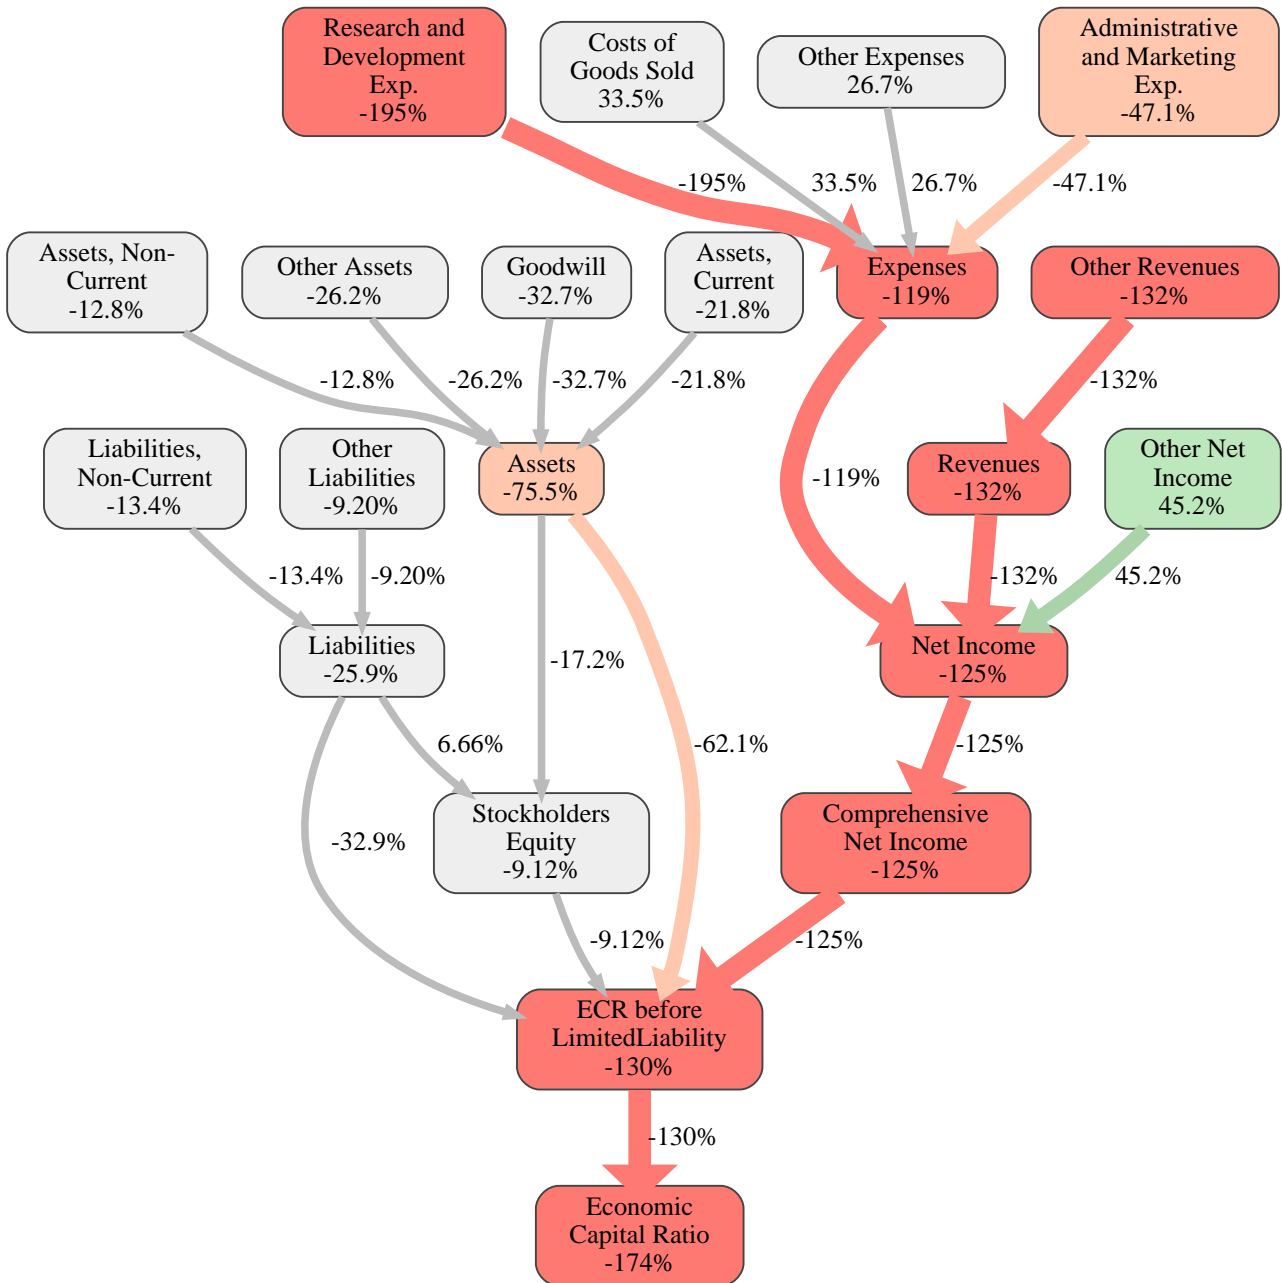 Research and
Development
Exp.
-195%
Costs of
Goods Sold
33.5%
Other Expenses
26.7%
Administrative
and Marketing
Exp.
-47.1%
-195%
33.5%
26.7%
-47.1%
Assets, Non-
Current
-12.8%
Other Assets
-26.2%
Goodwill
-32.7%
Assets,
Current
-21.8%
Expenses
-119%
Other Revenues
-132%
-12.8%
-26.2%
-32.7%
-21.8%
-132%
Liabilities,
Non-Current
-13.4%
Other
Liabilities
-9.20%
Assets
-75.5%
-119%
Revenues
-132%
Other Net
Income
45.2%
-13.4%
-9.20%
-132%
45.2%
Liabilities
-25.9%
-17.2%
Net Income
-125%
6.66%
-62.1%
-125%
-32.9%
Stockholders
Equity
-9.12%
Comprehensive
Net Income
-125%
-9.12%
-125%
ECR before
LimitedLiability
-130%
-130%
Economic
Capital Ratio
-174%